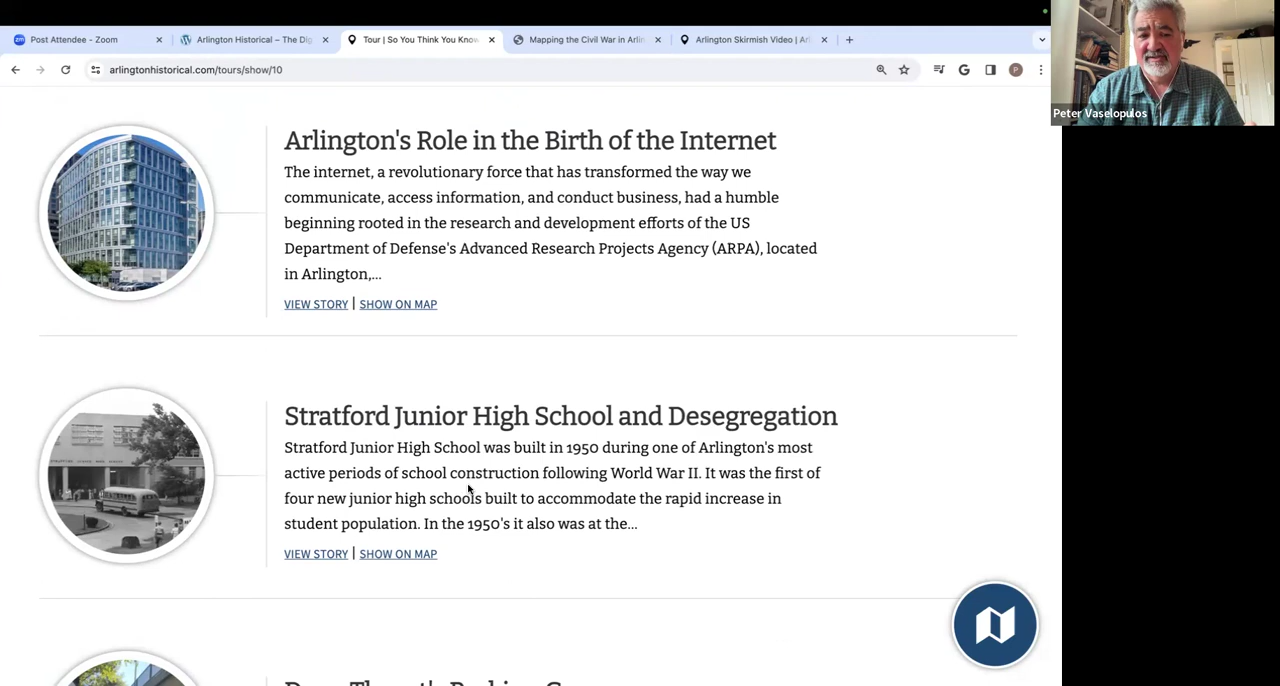 Post Attendee - Zoom
Arlington Historical – The Dig
Tour | So You Think You Know
Mapping the Civil War in Arlin
Arlington Skirmish Video | Arl
arlingtonhistorical.com/tours/show/10
P
Peter Vaselopulos
Arlington's Role in the Birth of the Internet
The internet, a revolutionary force that has transformed the way we
communicate, access information, and conduct business, had a humble
beginning rooted in the research and development efforts of the US
Department of Defense's Advanced Research Projects Agency (ARPA), located
in Arlington,...
VIEW STORY | SHOW ON MAP
Stratford Junior High School and Desegregation
Stratford Junior High School was built in 1950 during one of Arlington's most
active periods of school construction following World War II. It was the first of
four new junior high schools built to accommodate the rapid increase in
student population. In the 1950's it also was at the...
VIEW STORY | SHOW ON MAP